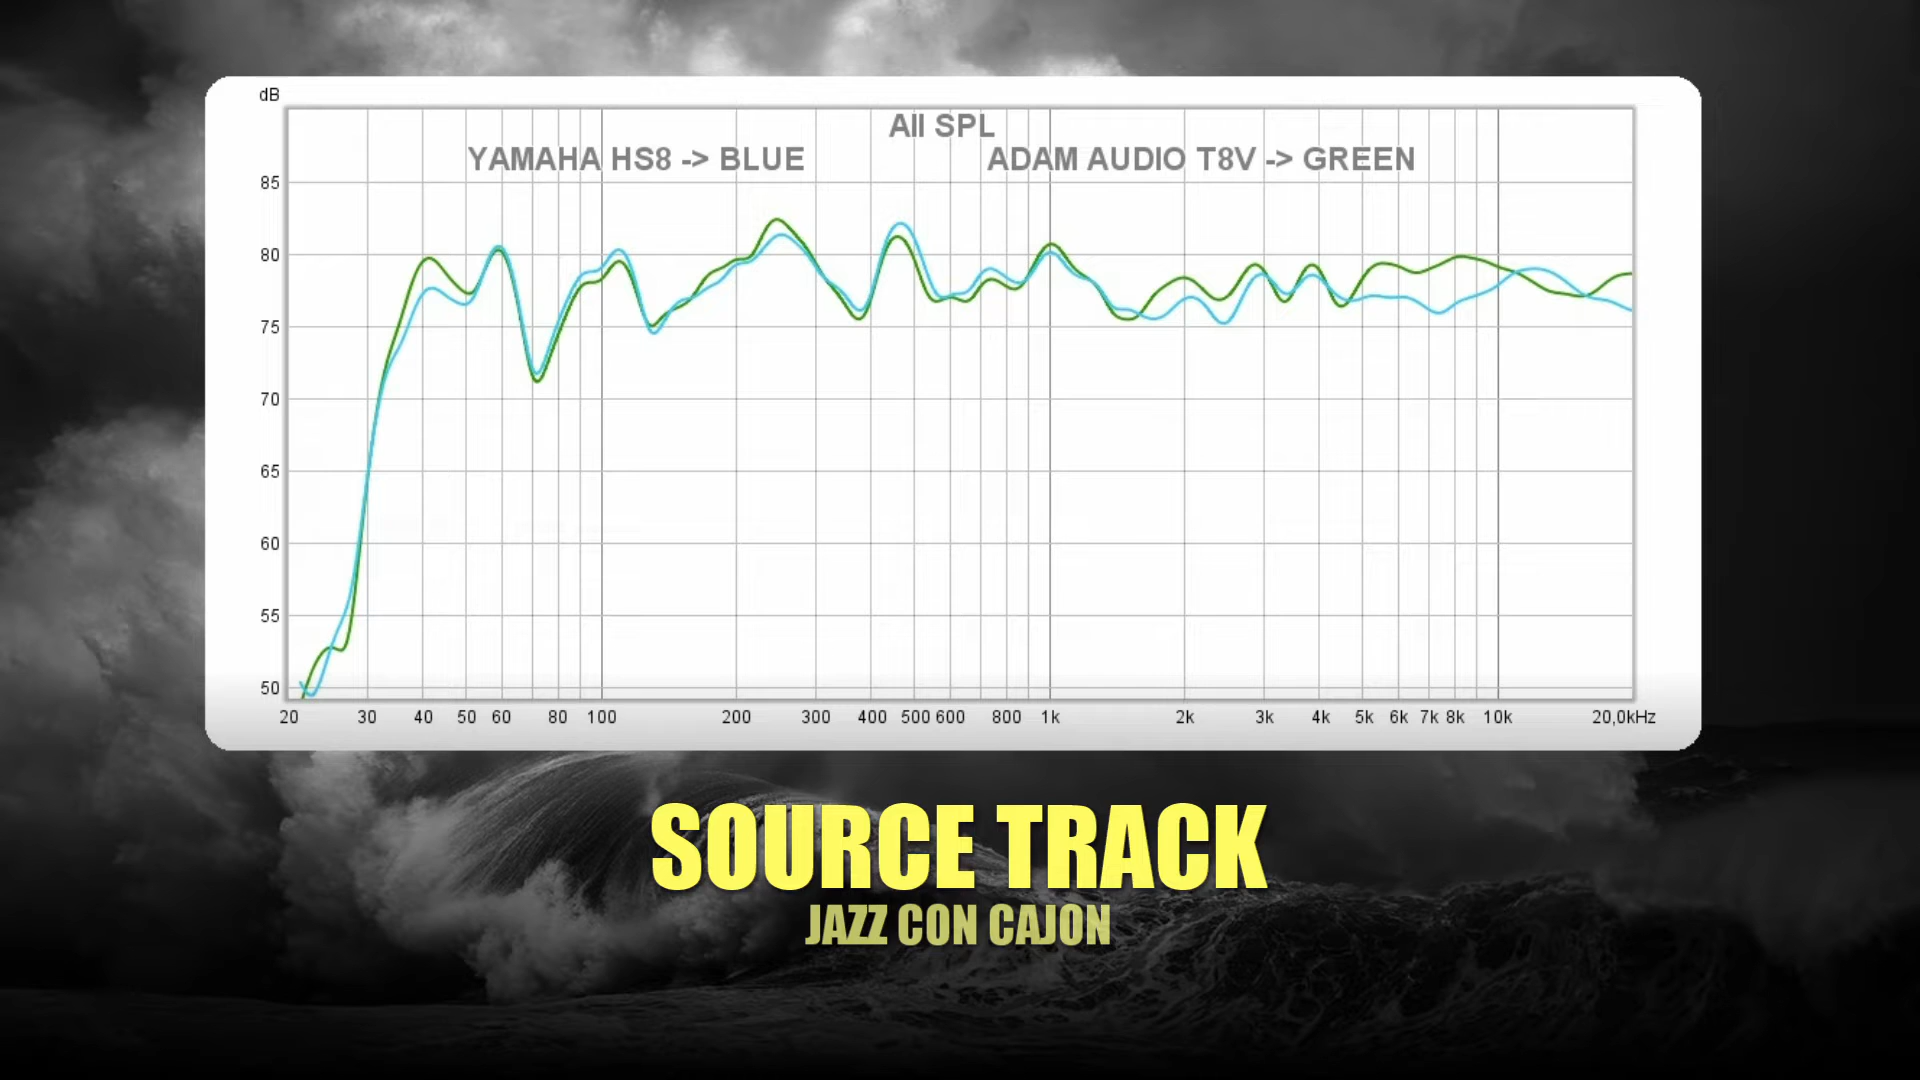 dB
All SPL
YAMAHA HS8 -> BLUE ADAM AUDIO T8V -> GREEN
85
80
75
70
65
60
55
50
20 30 40 50 60 80 100 200 300 400 500 600 800 1k 2k 3k 4k 5k 6k 7k 8k 10k 20,0kHz
SOURCE TRACK
JAZZ CON CAJON